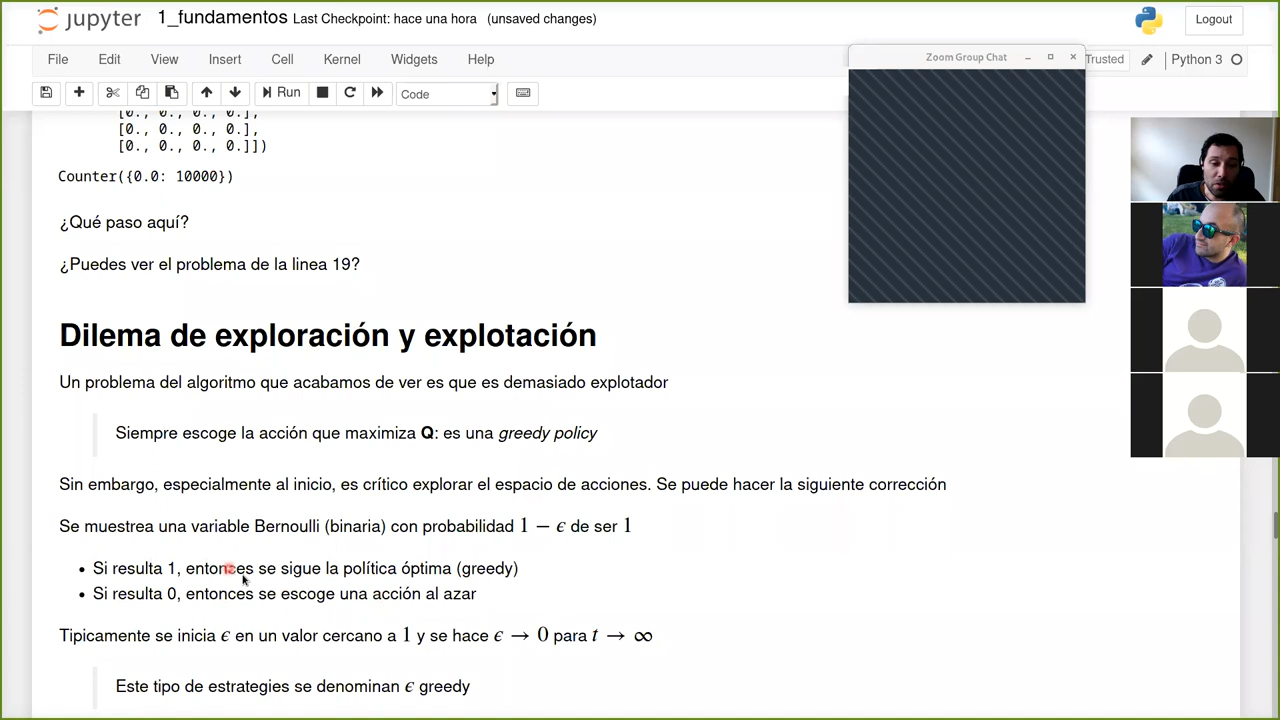 jupyter 1_fundamentos Last Checkpoint: hace una hora (unsaved changes)
Logout
File Edit View Insert Cell Kernel Widgets Help
Zoom Group Chat
Trusted
Python 3
Run
Code
[0., 0., 0., 0.],
[0., 0., 0., 0.],
[0., 0., 0., 0.]])
Counter({0.0: 10000})
¿Qué paso aquí?
¿Puedes ver el problema de la linea 19?
Dilema de exploración y explotación
Un problema del algoritmo que acabamos de ver es que es demasiado explotador
Siempre escoge la acción que maximiza Q: es una greedy policy
Sin embargo, especialmente al inicio, es crítico explorar el espacio de acciones. Se puede hacer la siguiente corrección
Se muestrea una variable Bernoulli (binaria) con probabilidad 1 − ϵ de ser 1
• Si resulta 1, entonces se sigue la política óptima (greedy)
• Si resulta 0, entonces se escoge una acción al azar
Tipicamente se inicia ϵ en un valor cercano a 1 y se hace ϵ → 0 para t → ∞
Este tipo de estrategies se denominan ϵ greedy